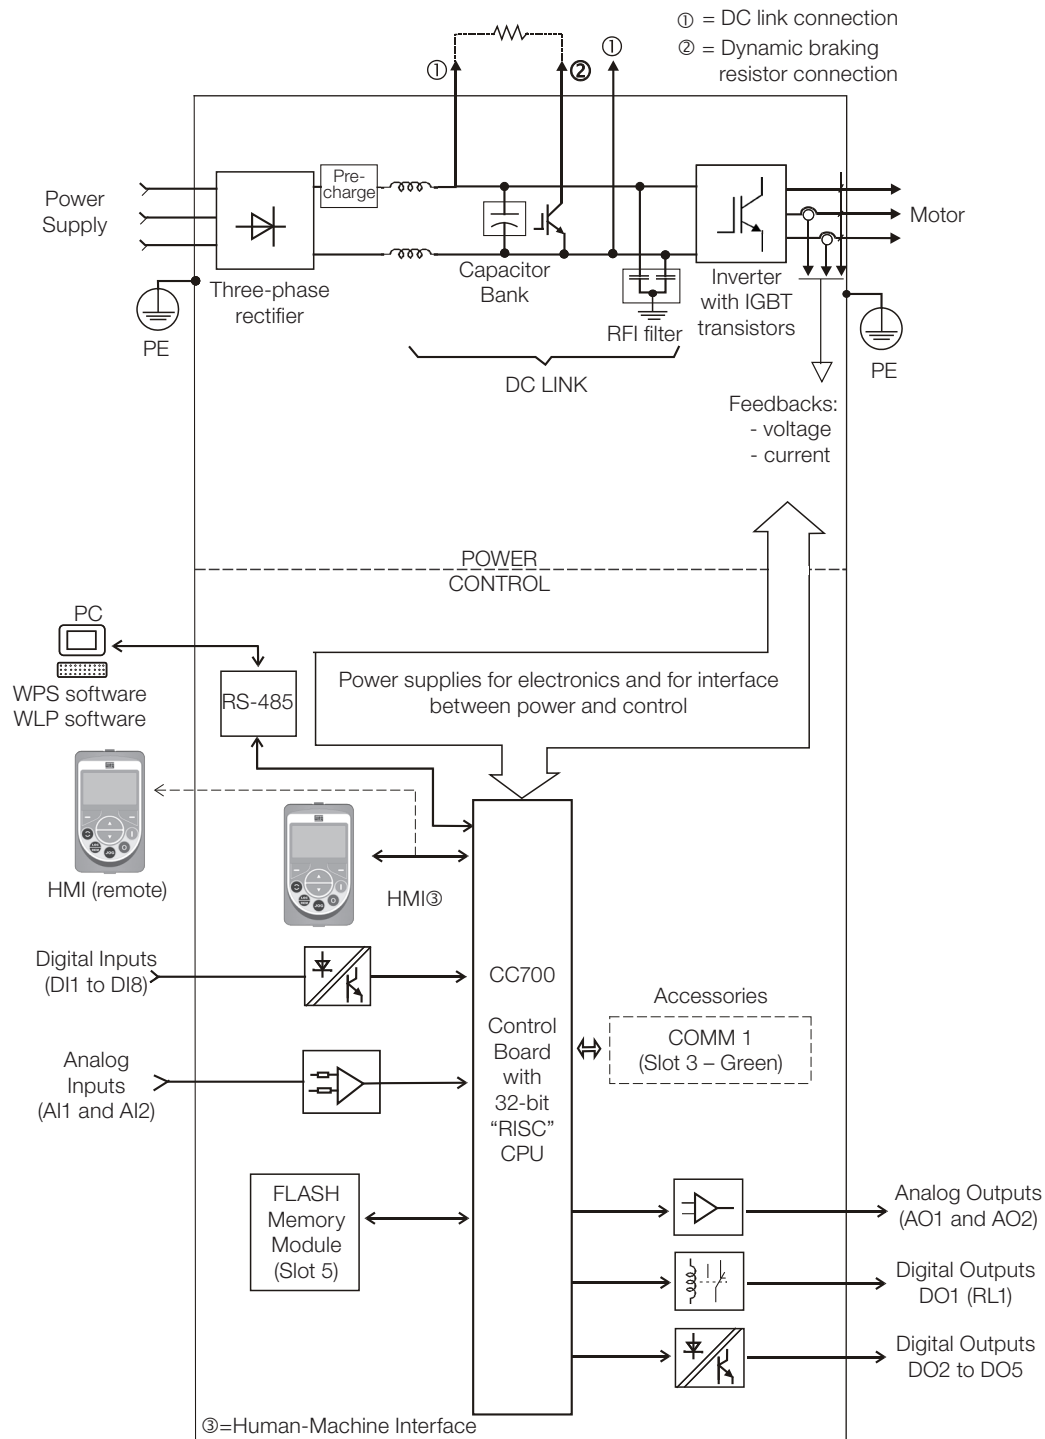 ① = DC link connection
② = Dynamic braking
resistor connection
①
②
①
Pre-
charge
Power
Supply
Motor
Capacitor
Bank
Three-phase
rectifier
Inverter
with IGBT
transistors
RFI filter
PE
PE
DC LINK
Feedbacks:
- voltage
- current
POWER
CONTROL
PC
WPS software
WLP software
RS-485
Power supplies for electronics and for interface
between power and control
HMI (remote)
HMI③
Digital Inputs
(DI1 to DI8)
CC700
Control
Board
with
32-bit
“RISC”
CPU
Accessories
COMM 1
(Slot 3 – Green)
Analog
Inputs
(AI1 and AI2)
FLASH
Memory
Module
(Slot 5)
Analog Outputs
(AO1 and AO2)
Digital Outputs
DO1 (RL1)
Digital Outputs
DO2 to DO5
③=Human-Machine Interface